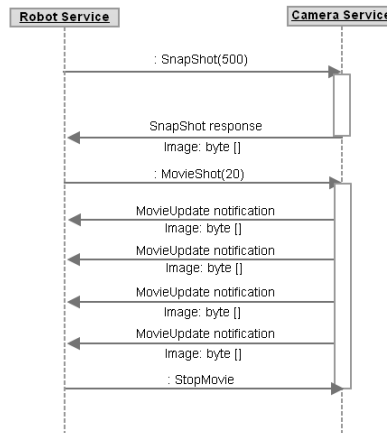 Robot Service
Camera Service
: SnapShot(500)
SnapShot response
Image: byte []
: MovieShot(20)
MovieUpdate notification
Image: byte []
MovieUpdate notification
Image: byte []
MovieUpdate notification
Image: byte []
MovieUpdate notification
Image: byte []
: StopMovie